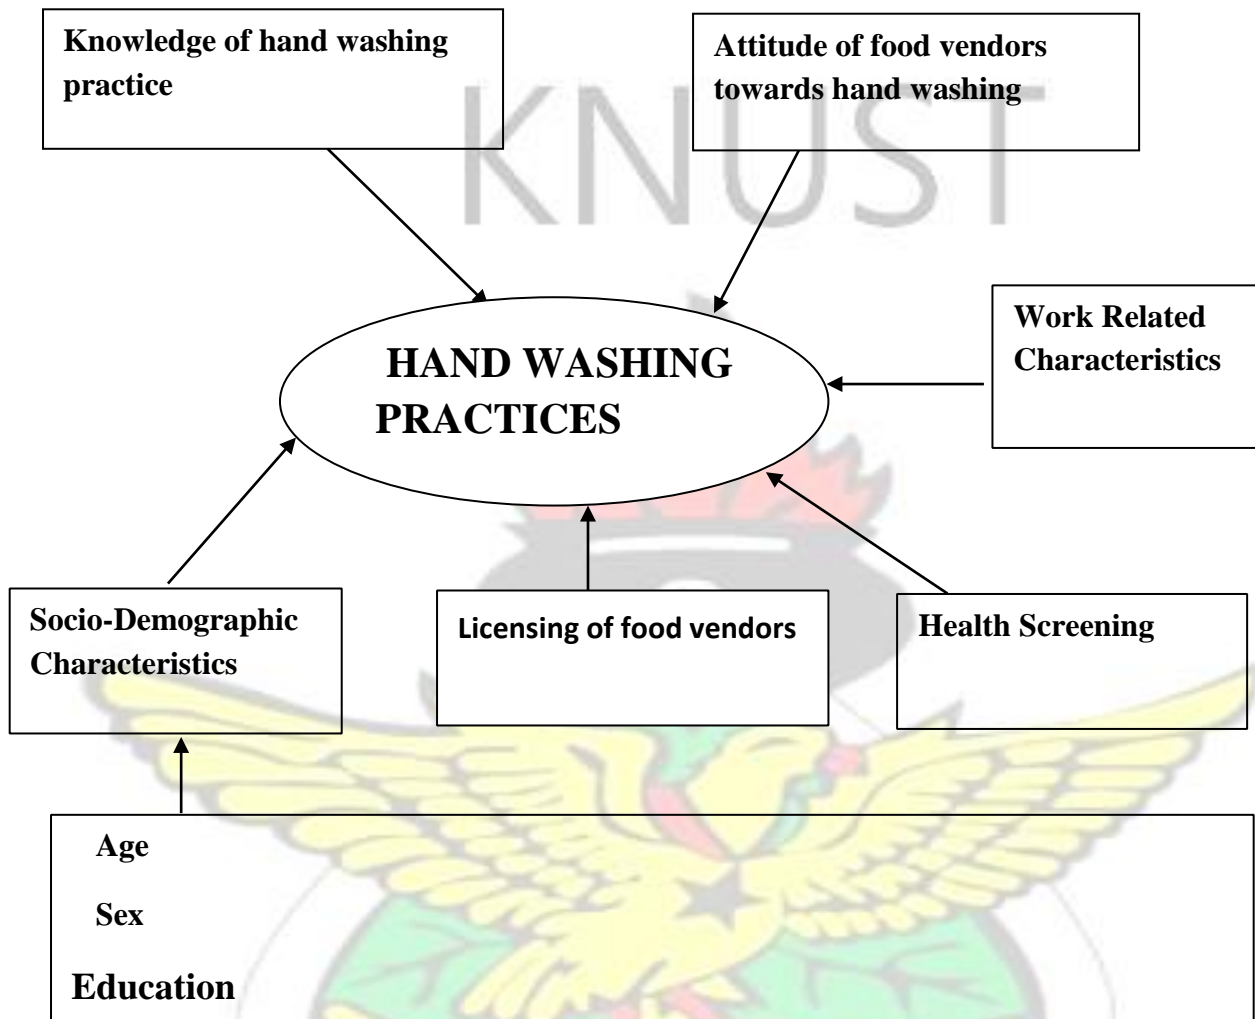 Knowledge of hand washing
practice
Attitude of food vendors
towards hand washing
KNUST
Work Related
Characteristics
HAND WASHING
PRACTICES
Socio-Demographic
Characteristics
Licensing of food vendors
Health Screening
Age
Sex
Education